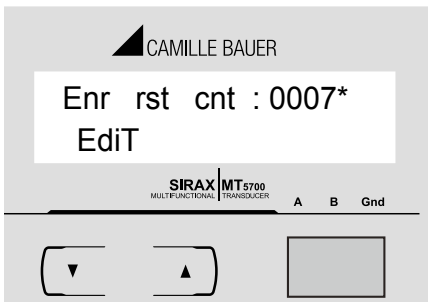 CAMILLE BAUER
Enr rst cnt : 0007*
EdiT
SIRAX MT5700
MULTIFUNCTIONAL TRANSDUCER
A B Gnd